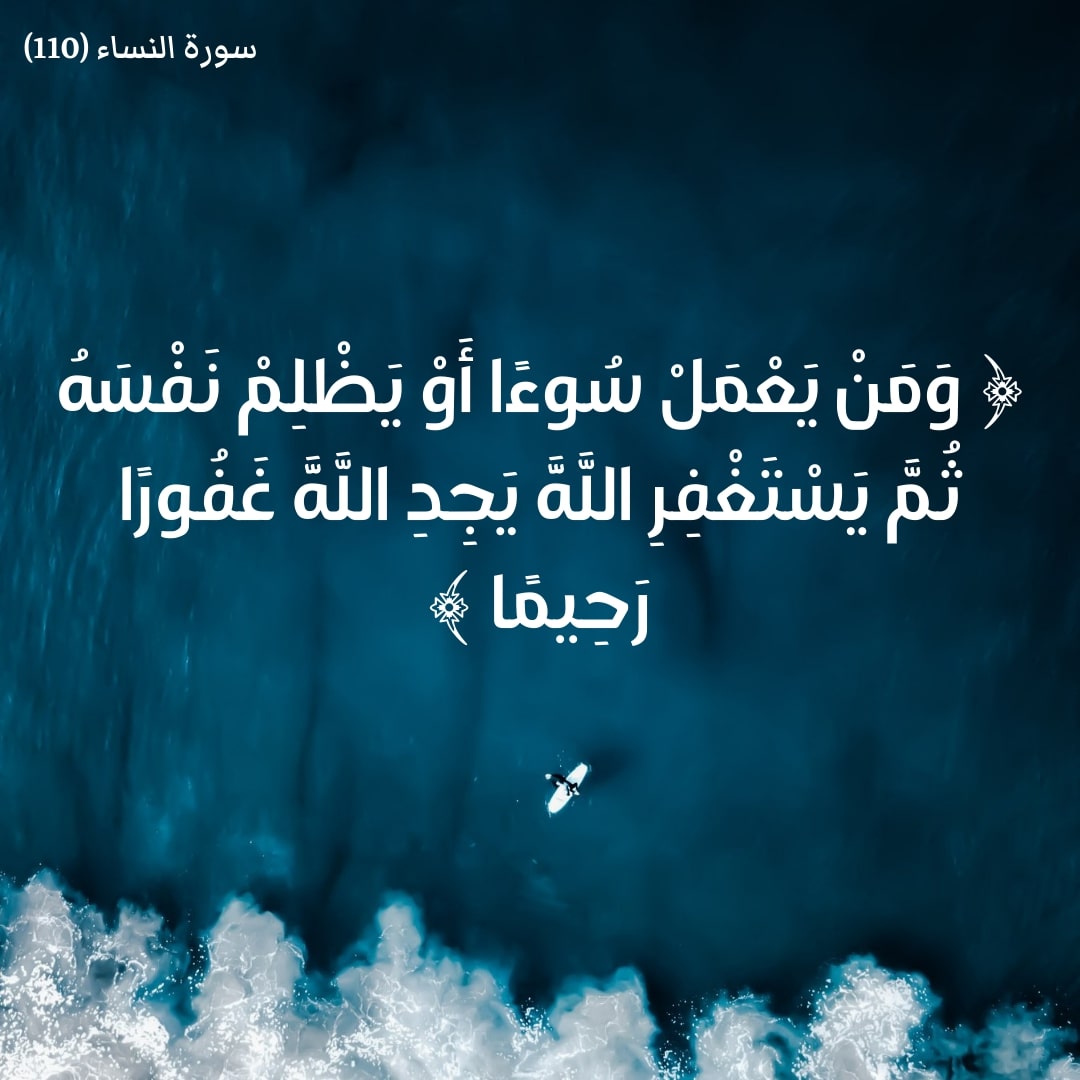 سورة النساء (110)
﴿ وَمَنْ يَعْمَلْ سُوءًا أَوْ يَظْلِمْ نَفْسَهُ
ثُمَّ يَسْتَغْفِرِ اللَّهَ يَجِدِ اللَّهَ غَفُورًا
رَحِيمًا ﴾